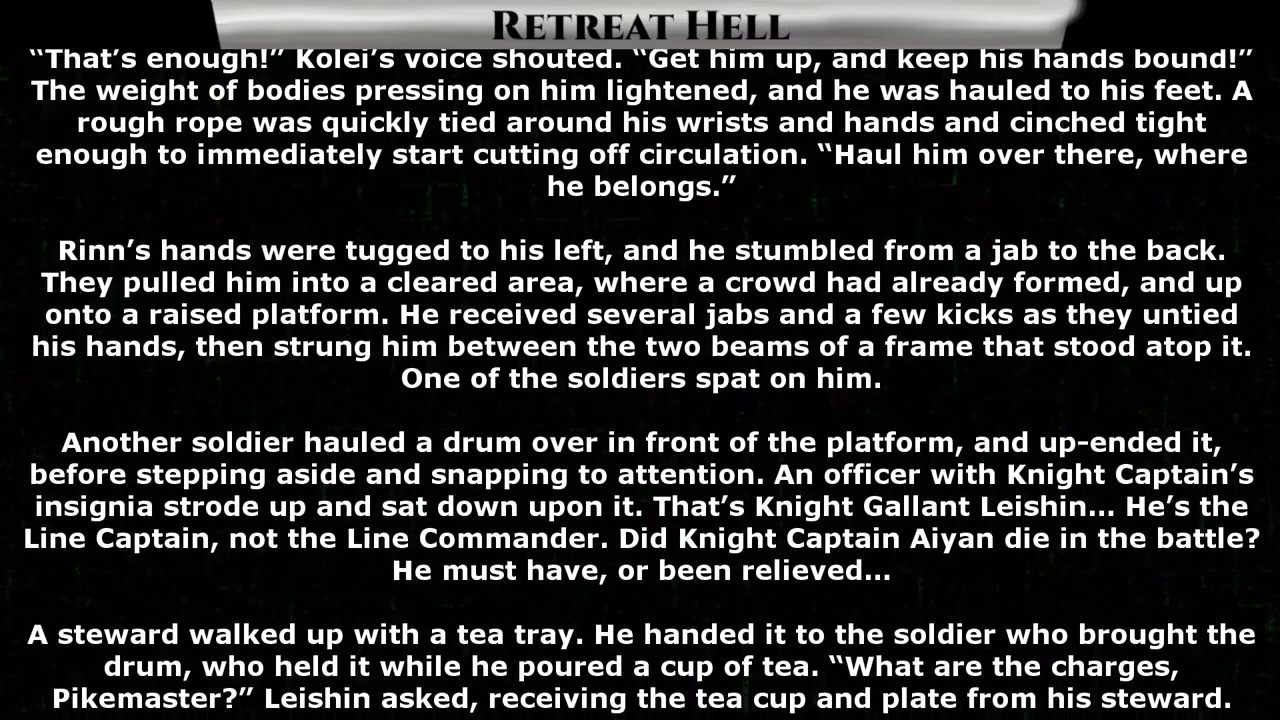 Retreat Hell
“That’s enough!” Kolei’s voice shouted. “Get him up, and keep his hands bound!”
The weight of bodies pressing on him lightened, and he was hauled to his feet. A
rough rope was quickly tied around his wrists and hands and cinched tight
enough to immediately start cutting off circulation. “Haul him over there, where
he belongs.”
Rinn’s hands were tugged to his left, and he stumbled from a jab to the back.
They pulled him into a cleared area, where a crowd had already formed, and up
onto a raised platform. He received several jabs and a few kicks as they untied
his hands, then strung him between the two beams of a frame that stood atop it.
One of the soldiers spat on him.
Another soldier hauled a drum over in front of the platform, and up-ended it,
before stepping aside and snapping to attention. An officer with Knight Captain’s
insignia strode up and sat down upon it. That’s Knight Gallant Leishin... He’s the
Line Captain, not the Line Commander. Did Knight Captain Aiyan die in the battle?
He must have, or been relieved...
A steward walked up with a tea tray. He handed it to the soldier who brought the
drum, who held it while he poured a cup of tea. “What are the charges,
Pikemaster?” Leishin asked, receiving the tea cup and plate from his steward.